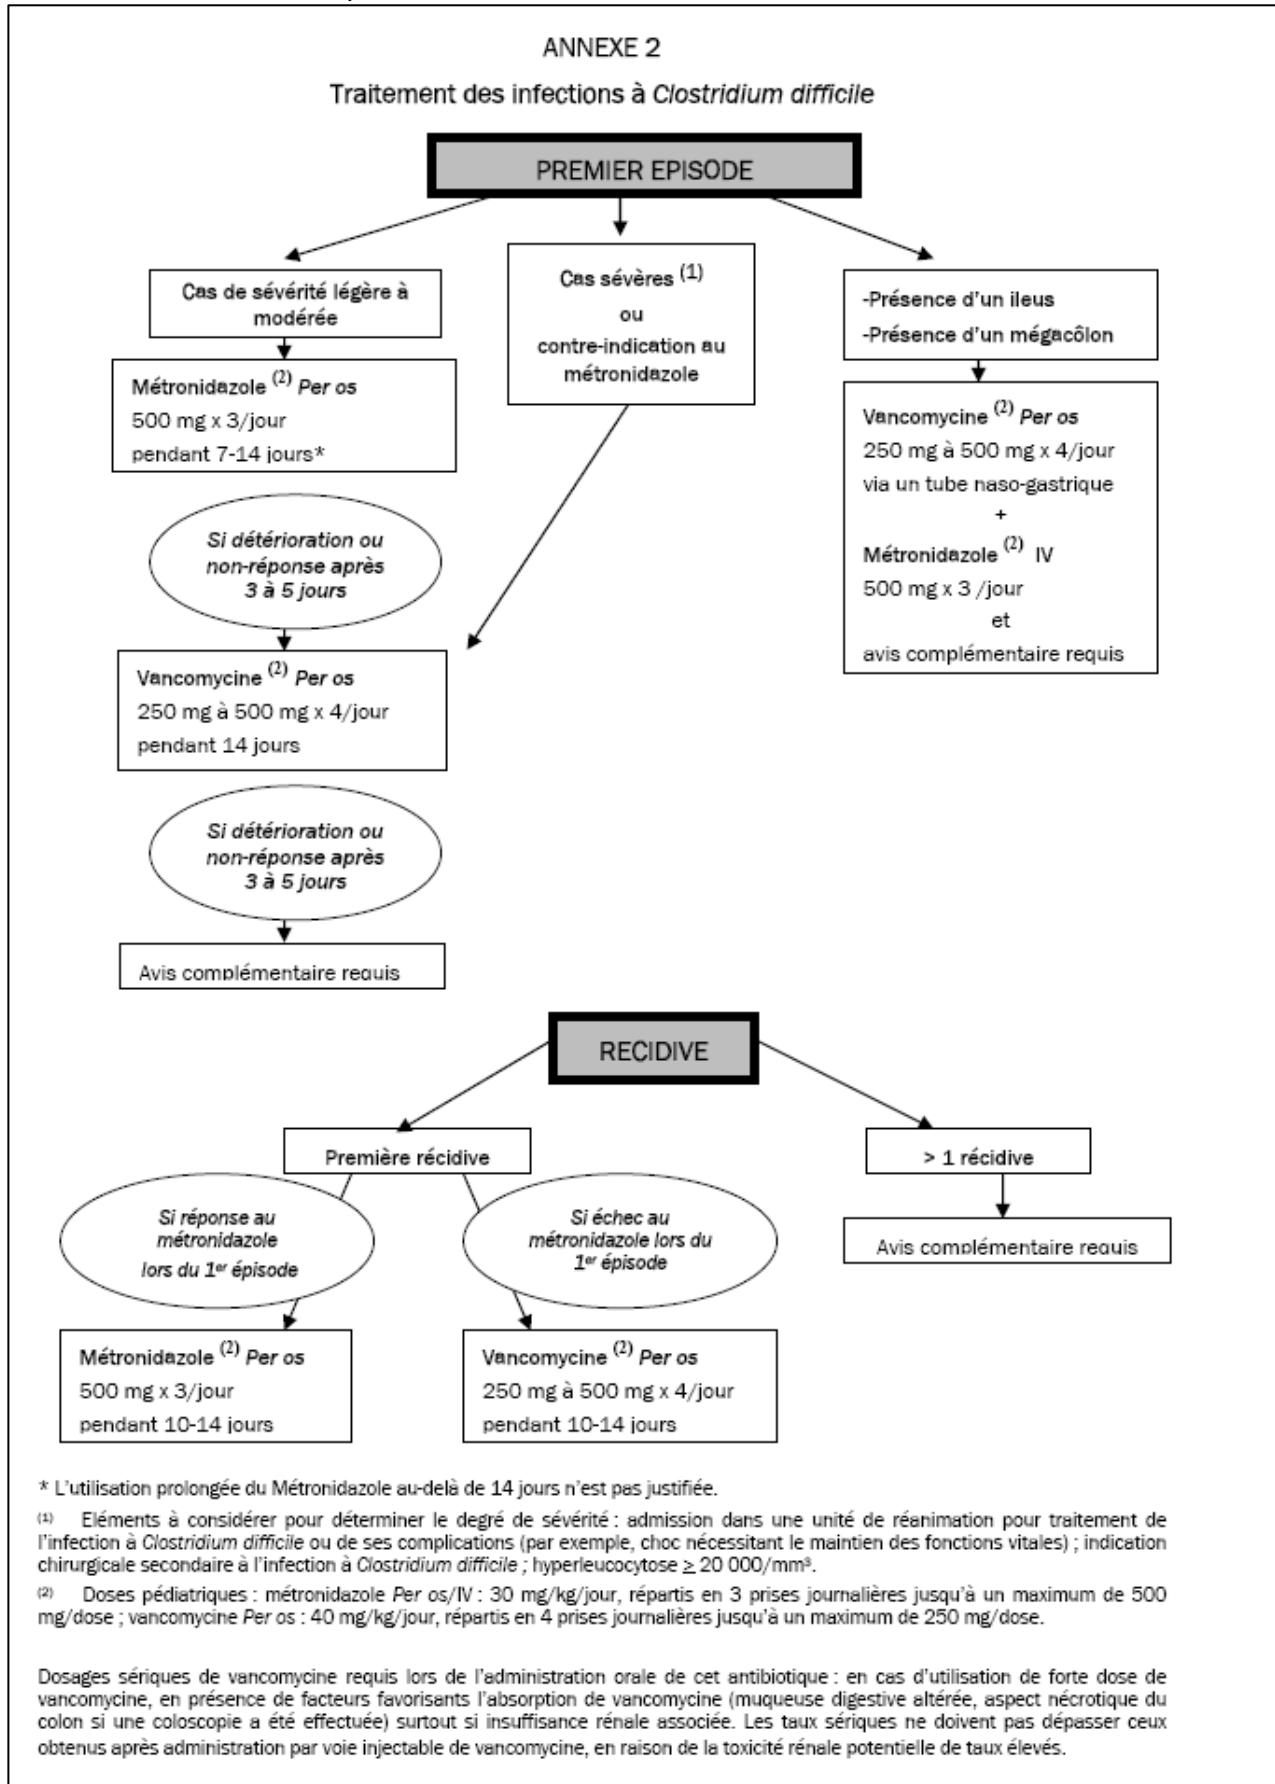 ANNEXE 2
Traitement des infections à Clostridium difficile
PREMIER EPISODE
Cas de sévérité légère à
modérée
Métronidazole (2) Per os
500 mg x 3/jour
pendant 7-14 jours*
Si détérioration ou
non-réponse après
3 à 5 jours
Vancomycine (2) Per os
250 mg à 500 mg x 4/jour
pendant 14 jours
Si détérioration ou
non-réponse après
3 à 5 jours
Avis complémentaire requis
Cas sévères (1)
ou
contre-indication au
métronidazole
-Présence d'un ileus
-Présence d'un mégacôlon
Vancomycine (2) Per os
250 mg à 500 mg x 4/jour
via un tube naso-gastrique
+
Métronidazole (2) IV
500 mg x 3 /jour
et
avis complémentaire requis
RECIDIVE
Première récidive
Si réponse au
métronidazole
lors du 1er épisode
Métronidazole (2) Per os
500 mg x 3/jour
pendant 10-14 jours
Si échec au
métronidazole lors du
1er épisode
Vancomycine (2) Per os
250 mg à 500 mg x 4/jour
pendant 10-14 jours
> 1 récidive
Avis complémentaire requis
* L'utilisation prolongée du Métronidazole au-delà de 14 jours n'est pas justifiée.
(1) Eléments à considérer pour déterminer le degré de sévérité : admission dans une unité de réanimation pour traitement de
l'infection à Clostridium difficile ou de ses complications (par exemple, choc nécessitant le maintien des fonctions vitales) ; indication
chirurgicale secondaire à l'infection à Clostridium difficile ; hyperleucocytose ≥ 20 000/mm³.
(2) Doses pédiatriques : métronidazole Per os/IV : 30 mg/kg/jour, répartis en 3 prises journalières jusqu'à un maximum de 500
mg/dose ; vancomycine Per os : 40 mg/kg/jour, répartis en 4 prises journalières jusqu'à un maximum de 250 mg/dose.
Dosages sériques de vancomycine requis lors de l'administration orale de cet antibiotique : en cas d'utilisation de forte dose de
vancomycine, en présence de facteurs favorisants l'absorption de vancomycine (muqueuse digestive altérée, aspect nécrotique du
colon si une coloscopie a été effectuée) surtout si insuffisance rénale associée. Les taux sériques ne doivent pas dépasser ceux
obtenus après administration par voie injectable de vancomycine, en raison de la toxicité rénale potentielle de taux élevés.